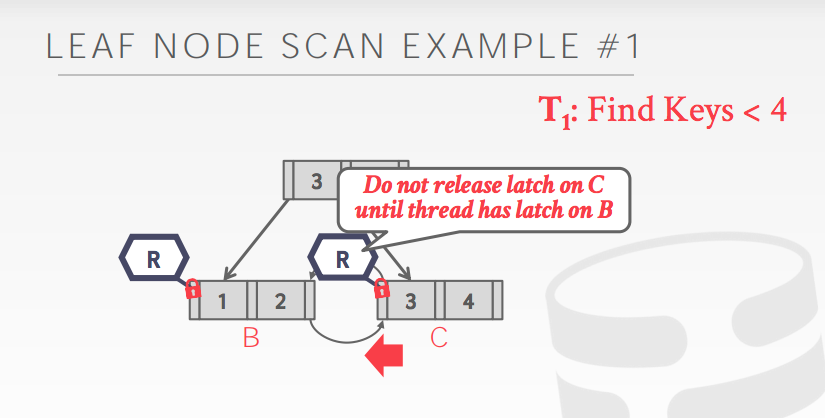 LEAF NODE SCAN EXAMPLE #1
T1: Find Keys < 4
3
Do not release latch on C
until thread has latch on B
R
R
1 2
3 4
B
C